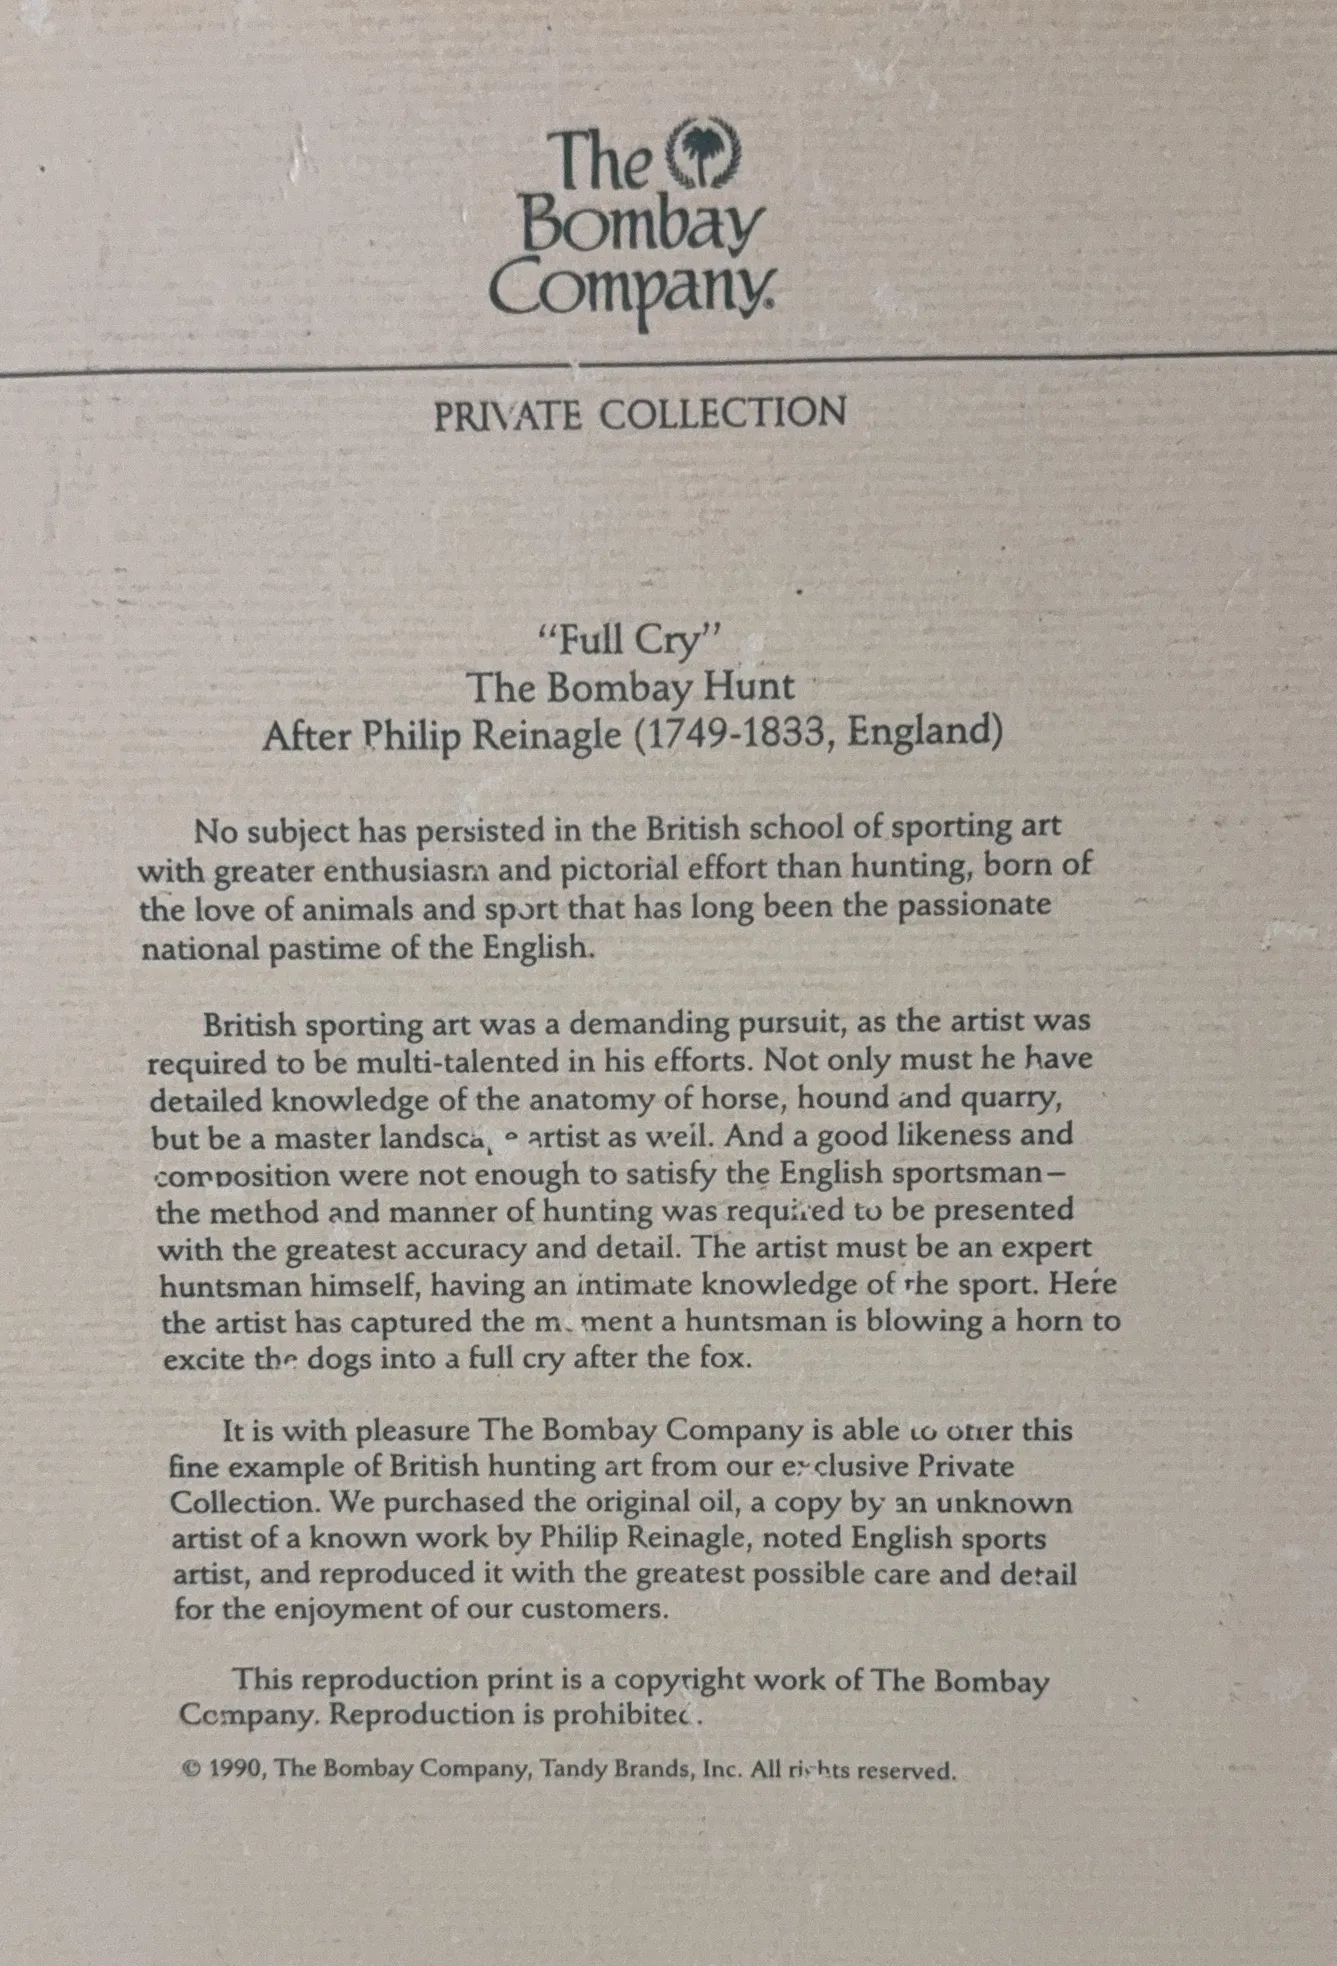 The
Bombay
Company.
PRIVATE COLLECTION
“Full Cry”
The Bombay Hunt
After Philip Reinagle (1749-1833, England)
No subject has persisted in the British school of sporting art
with greater enthusiasm and pictorial effort than hunting, born of
the love of animals and sport that has long been the passionate
national pastime of the English.
British sporting art was a demanding pursuit, as the artist was
required to be multi-talented in his efforts. Not only must he have
detailed knowledge of the anatomy of horse, hound and quarry,
but be a master landscape artist as well. And a good likeness and
composition were not enough to satisfy the English sportsman—
the method and manner of hunting was required to be presented
with the greatest accuracy and detail. The artist must be an expert
huntsman himself, having an intimate knowledge of the sport. Here
the artist has captured the moment a huntsman is blowing a horn to
excite the dogs into a full cry after the fox.
It is with pleasure The Bombay Company is able to offer this
fine example of British hunting art from our exclusive Private
Collection. We purchased the original oil, a copy by an unknown
artist of a known work by Philip Reinagle, noted English sports
artist, and reproduced it with the greatest possible care and detail
for the enjoyment of our customers.
This reproduction print is a copyright work of The Bombay
Company. Reproduction is prohibited.
© 1990, The Bombay Company, Tandy Brands, Inc. All rights reserved.